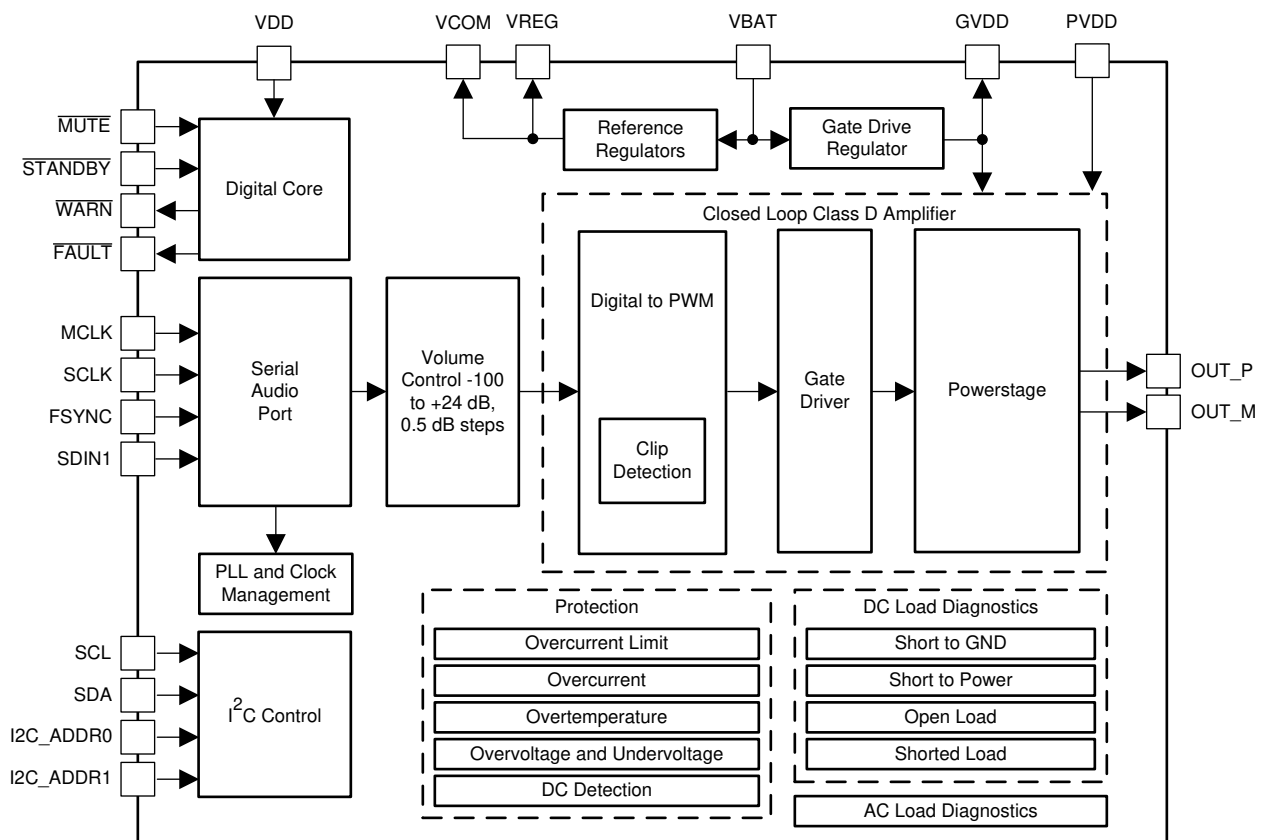 VDD
VCOM
VREG
VBAT
GVDD
PVDD
MUTE
STANDBY
WARN
FAULT
Digital Core
Reference
Regulators
Gate Drive
Regulator
Closed Loop Class D Amplifier
MCLK
SCLK
FSYNC
SDIN1
Serial
Audio
Port
Volume
Control -100
to +24 dB,
0.5 dB steps
Digital to PWM
Clip
Detection
Gate
Driver
Powerstage
OUT_P
OUT_M
PLL and Clock
Management
SCL
SDA
I2C_ADDR0
I2C_ADDR1
I²C Control
Protection
Overcurrent Limit
Overcurrent
Overtemperature
Overvoltage and Undervoltage
DC Detection
DC Load Diagnostics
Short to GND
Short to Power
Open Load
Shorted Load
AC Load Diagnostics